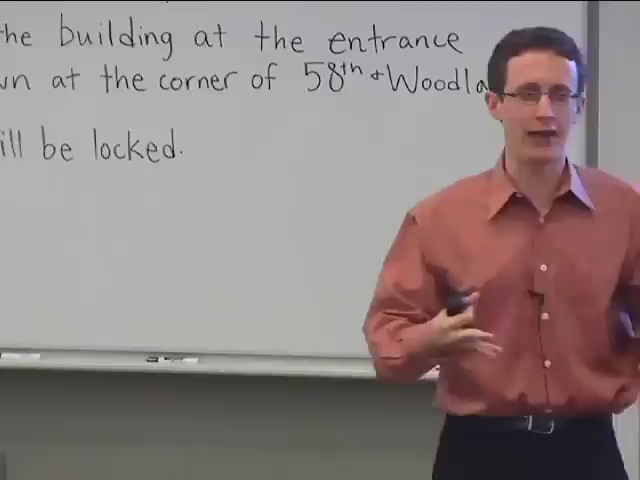 the building at the entrance
wn at the corner of 58th + Woodla
ill be locked.